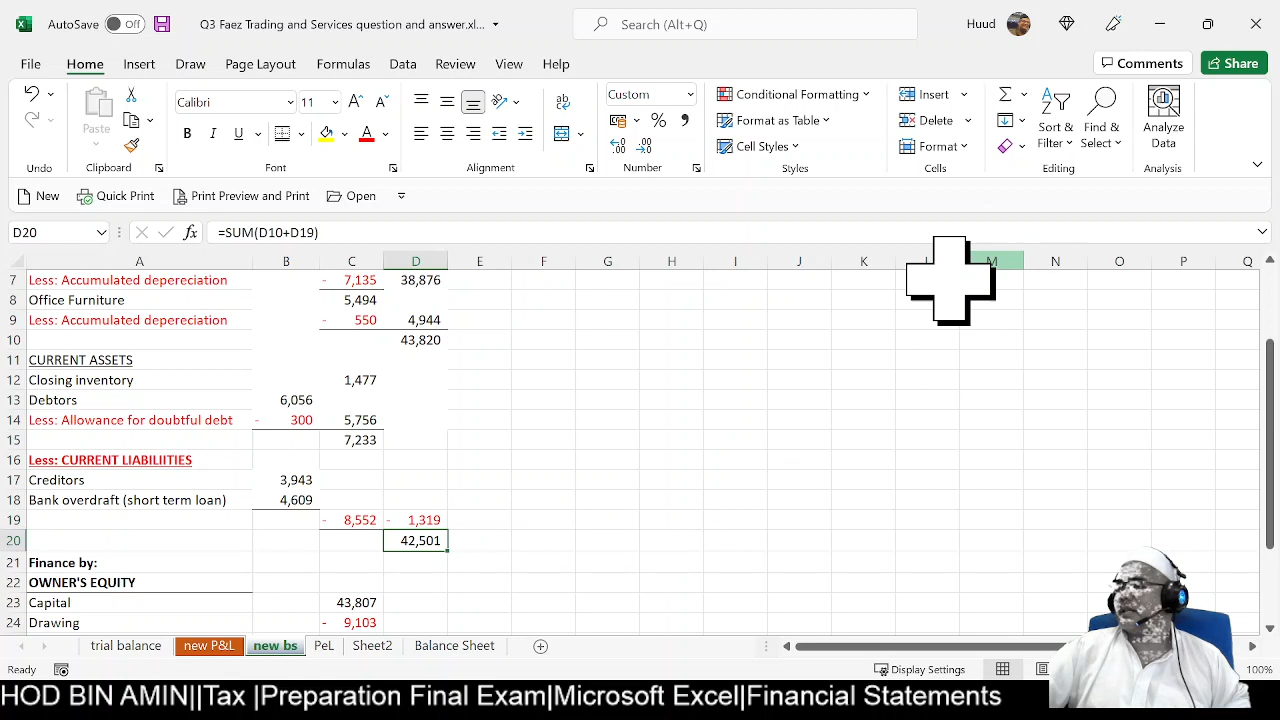 AutoSave Off Q3 Faez Trading and Services question and answer.xls... Search (Alt+Q) Huud
File Home Insert Draw Page Layout Formulas Data Review View Help Comments Share
Paste Calibri 11 Custom Conditional Formatting Insert
B I U Format as Table Delete Sort & Filter Find & Select Analyze Data
Cell Styles Format
Undo Clipboard Font Alignment Number Styles Cells Editing Analysis
New Quick Print Print Preview and Print Open
D20 fx =SUM(D10+D19)
A B C D E F G H I J K L M N O P Q
7 Less: Accumulated depereciation - 7,135 38,876
8 Office Furniture 5,494
9 Less: Accumulated depereciation - 550 4,944
10 43,820
11 CURRENT ASSETS
12 Closing inventory 1,477
13 Debtors 6,056
14 Less: Allowance for doubtful debt - 300 5,756
15 7,233
16 Less: CURRENT LIABILIITIES
17 Creditors 3,943
18 Bank overdraft (short term loan) 4,609
19 - 8,552 - 1,319
20 42,501
21 Finance by:
22 OWNER'S EQUITY
23 Capital 43,807
24 Drawing - 9,103
trial balance new P&L new bs PeL Sheet2 Balance Sheet
Ready Display Settings 100%
HOD BIN AMIN||Tax |Preparation Final Exam|Microsoft Excel|Financial Statements